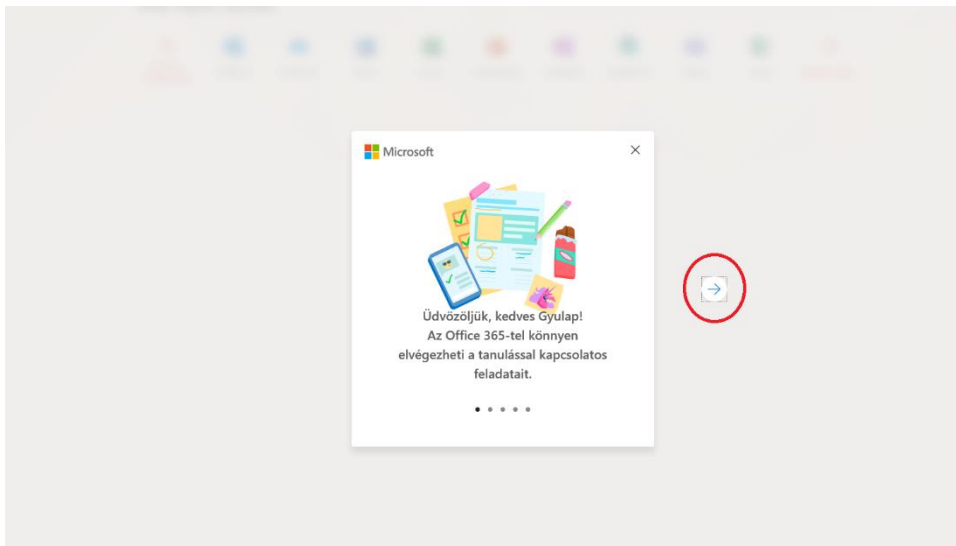 Microsoft
Üdvözöljük, kedves Gyulap!
Az Office 365-tel könnyen
elvégezheti a tanulással kapcsolatos
feladatait.